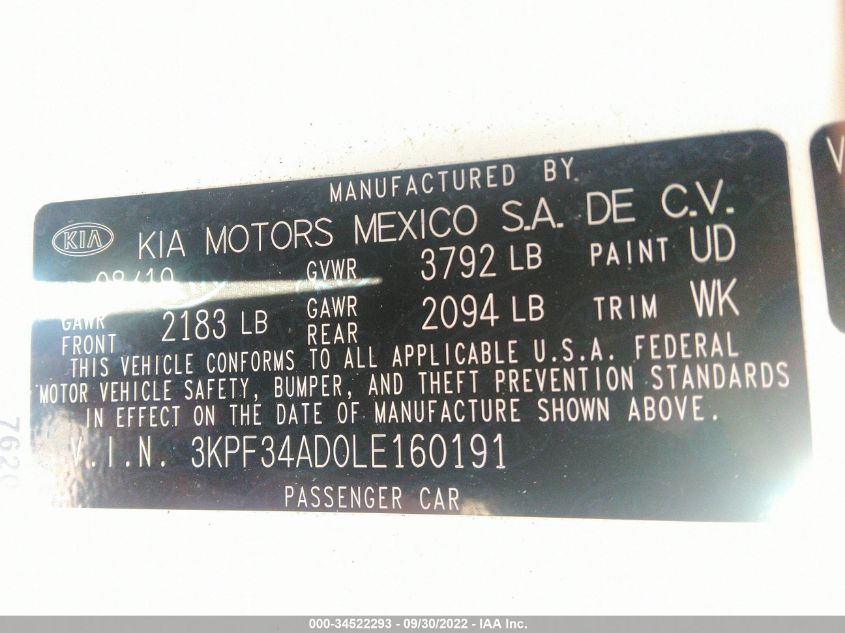 MANUFACTURED BY
KIA KIA MOTORS MEXICO S.A. DE C.V.
08/19 GVWR 3792 LB PAINT UD
GAWR FRONT 2183 LB GAWR REAR 2094 LB TRIM WK
THIS VEHICLE CONFORMS TO ALL APPLICABLE U.S.A. FEDERAL
MOTOR VEHICLE SAFETY, BUMPER, AND THEFT PREVENTION STANDARDS
IN EFFECT ON THE DATE OF MANUFACTURE SHOWN ABOVE.
V.I.N. 3KPF34AD0LE160191
PASSENGER CAR
000-34522293 - 09/30/2022 - IAA Inc.